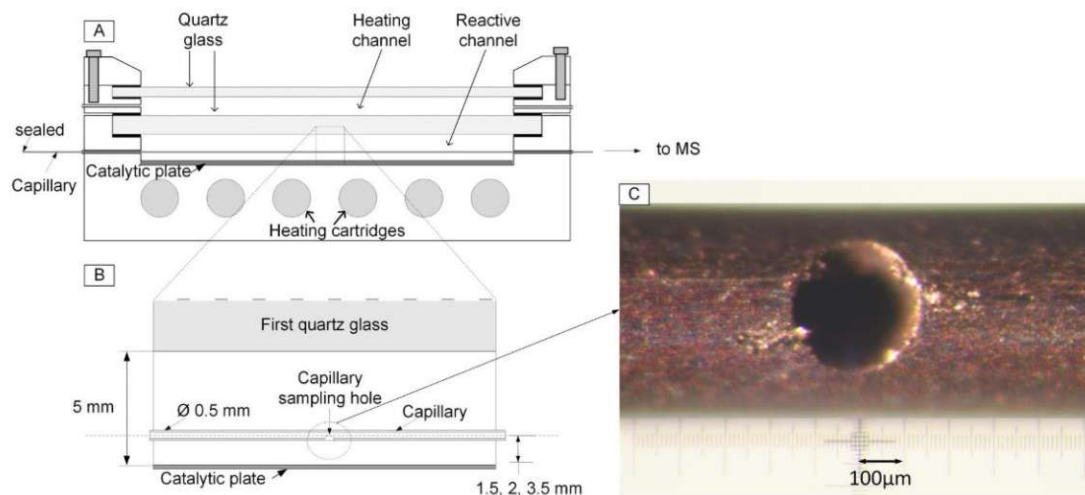 A
Quartz
glass
Heating
channel
Reactive
channel
sealed
Capillary
Catalytic plate
to MS
Heating cartridges
B
First quartz glass
Capillary
sampling hole
5 mm
Ø 0.5 mm
Capillary
Catalytic plate
1.5, 2, 3.5 mm
C
100µm